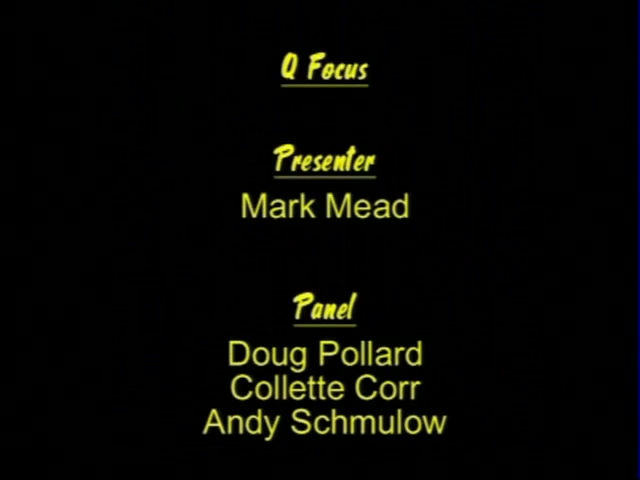 Q Focus
Presenter
Mark Mead
Panel
Doug Pollard
Collette Corr
Andy Schmulow